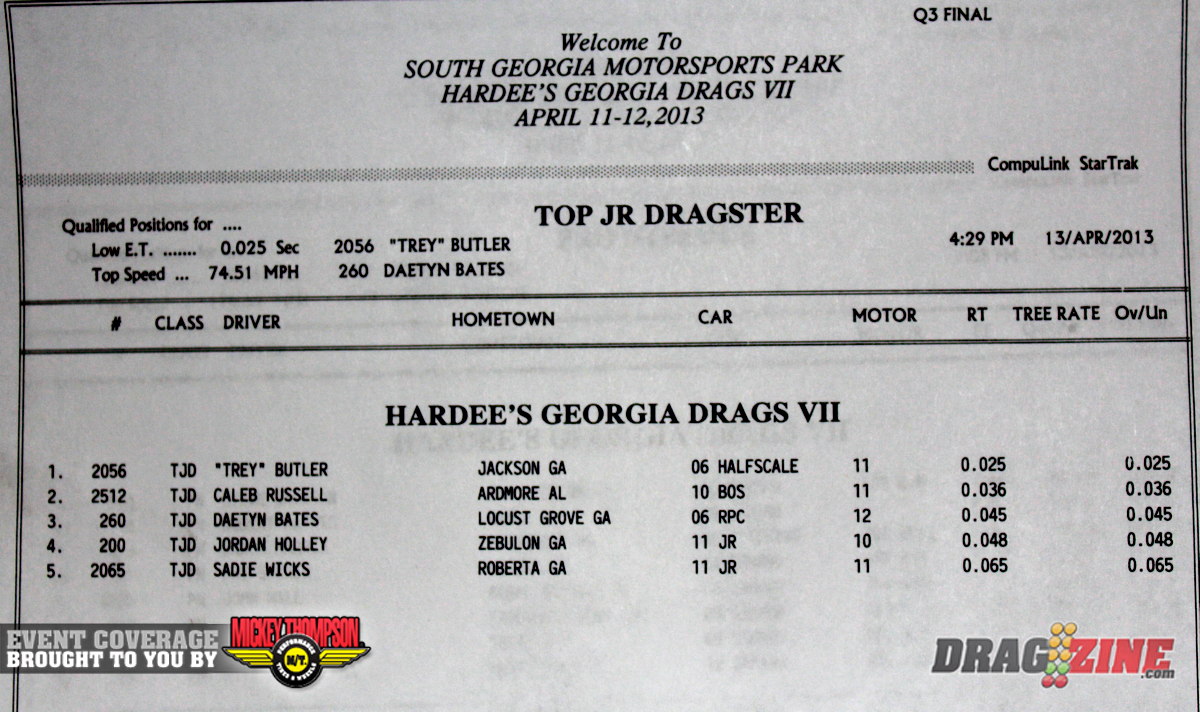 Q3 FINAL
Welcome To
SOUTH GEORGIA MOTORSPORTS PARK
HARDEE'S GEORGIA DRAGS VII
APRIL 11-12,2013
CompuLink StarTrak
Qualified Positions for ....
TOP JR DRAGSTER
Low E.T. ....... 0.025 Sec 2056 "TREY" BUTLER 4:29 PM 13/APR/2013
Top Speed ... 74.51 MPH 260 DAETYN BATES
# CLASS DRIVER HOMETOWN CAR MOTOR RT TREE RATE Ov/Un
HARDEE'S GEORGIA DRAGS VII
1. 2056 TJD "TREY" BUTLER JACKSON GA 06 HALFSCALE 11 0.025 0.025
2. 2512 TJD CALEB RUSSELL ARDMORE AL 10 BOS 11 0.036 0.036
3. 260 TJD DAETYN BATES LOCUST GROVE GA 06 RPC 12 0.045 0.045
4. 200 TJD JORDAN HOLLEY ZEBULON GA 11 JR 10 0.048 0.048
5. 2065 TJD SADIE WICKS ROBERTA GA 11 JR 11 0.065 0.065
EVENT COVERAGE
BROUGHT TO YOU BY
MICKEY THOMPSON
PERFORMANCE
M/T
TIRES & WHEELS
DRAGZINE
.com